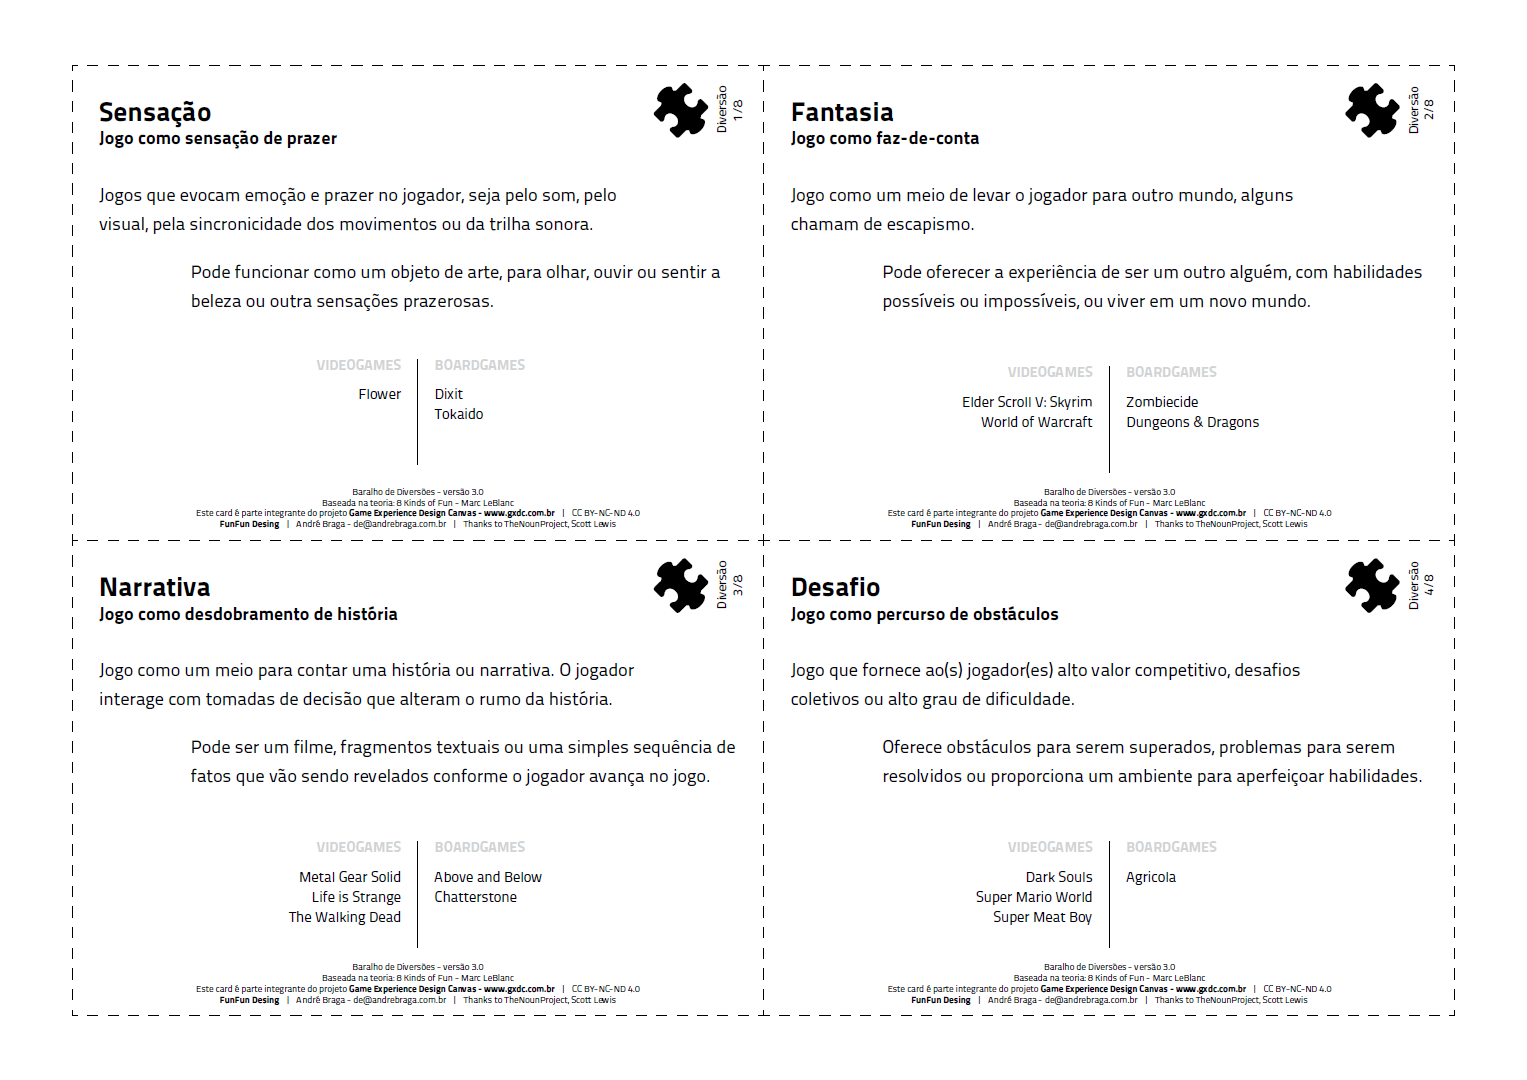 Sensação
Jogo como sensação de prazer
Diversão
1/8
Jogos que evocam emoção e prazer no jogador, seja pelo som, pelo
visual, pela sincronicidade dos movimentos ou da trilha sonora.
Pode funcionar como um objeto de arte, para olhar, ouvir ou sentir a
beleza ou outra sensações prazerosas.
VIDEOGAMES
Flower
BOARDGAMES
Dixit
Tokaido
Baralho de Diversões - versão 3.0
Baseada na teoria: 8 Kinds of Fun - Marc LeBlanc
Este card é parte integrante do projeto Game Experience Design Canvas - www.gxdc.com.br | CC BY-NC-ND 4.0
FunFun Desing | André Braga - de@andrebraga.com.br | Thanks to TheNounProject, Scott Lewis
Fantasia
Jogo como faz-de-conta
Diversão
2/8
Jogo como um meio de levar o jogador para outro mundo, alguns
chamam de escapismo.
Pode oferecer a experiência de ser um outro alguém, com habilidades
possíveis ou impossíveis, ou viver em um novo mundo.
VIDEOGAMES
Elder Scroll V: Skyrim
World of Warcraft
BOARDGAMES
Zombiecide
Dungeons & Dragons
Baralho de Diversões - versão 3.0
Baseada na teoria: 8 Kinds of Fun - Marc LeBlanc
Este card é parte integrante do projeto Game Experience Design Canvas - www.gxdc.com.br | CC BY-NC-ND 4.0
FunFun Desing | André Braga - de@andrebraga.com.br | Thanks to TheNounProject, Scott Lewis
Narrativa
Jogo como desdobramento de história
Diversão
3/8
Jogo como um meio para contar uma história ou narrativa. O jogador
interage com tomadas de decisão que alteram o rumo da história.
Pode ser um filme, fragmentos textuais ou uma simples sequência de
fatos que vão sendo revelados conforme o jogador avança no jogo.
VIDEOGAMES
Metal Gear Solid
Life is Strange
The Walking Dead
BOARDGAMES
Above and Below
Chatterstone
Baralho de Diversões - versão 3.0
Baseada na teoria: 8 Kinds of Fun - Marc LeBlanc
Este card é parte integrante do projeto Game Experience Design Canvas - www.gxdc.com.br | CC BY-NC-ND 4.0
FunFun Desing | André Braga - de@andrebraga.com.br | Thanks to TheNounProject, Scott Lewis
Desafio
Jogo como percurso de obstáculos
Diversão
4/8
Jogo que fornece ao(s) jogador(es) alto valor competitivo, desafios
coletivos ou alto grau de dificuldade.
Oferece obstáculos para serem superados, problemas para serem
resolvidos ou proporciona um ambiente para aperfeiçoar habilidades.
VIDEOGAMES
Dark Souls
Super Mario World
Super Meat Boy
BOARDGAMES
Agricola
Baralho de Diversões - versão 3.0
Baseada na teoria: 8 Kinds of Fun - Marc LeBlanc
Este card é parte integrante do projeto Game Experience Design Canvas - www.gxdc.com.br | CC BY-NC-ND 4.0
FunFun Desing | André Braga - de@andrebraga.com.br | Thanks to TheNounProject, Scott Lewis